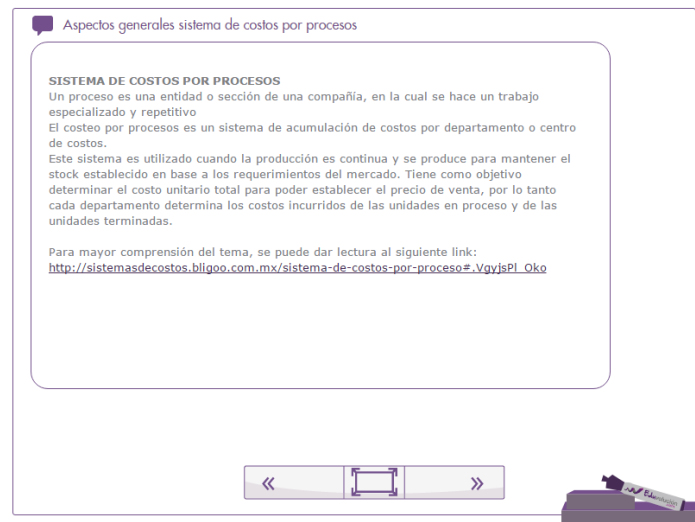 Aspectos generales sistema de costos por procesos
SISTEMA DE COSTOS POR PROCESOS
Un proceso es una entidad o sección de una compañía, en la cual se hace un trabajo
especializado y repetitivo
El costeo por procesos es un sistema de acumulación de costos por departamento o centro
de costos.
Este sistema es utilizado cuando la producción es continua y se produce para mantener el
stock establecido en base a los requerimientos del mercado. Tiene como objetivo
determinar el costo unitario total para poder establecer el precio de venta, por lo tanto
cada departamento determina los costos incurridos de las unidades en proceso y de las
unidades terminadas.
Para mayor comprensión del tema, se puede dar lectura al siguiente link:
http://sistemasdecostos.bligoo.com.mx/sistema-de-costos-por-proceso#.VgyjsPl_Oko